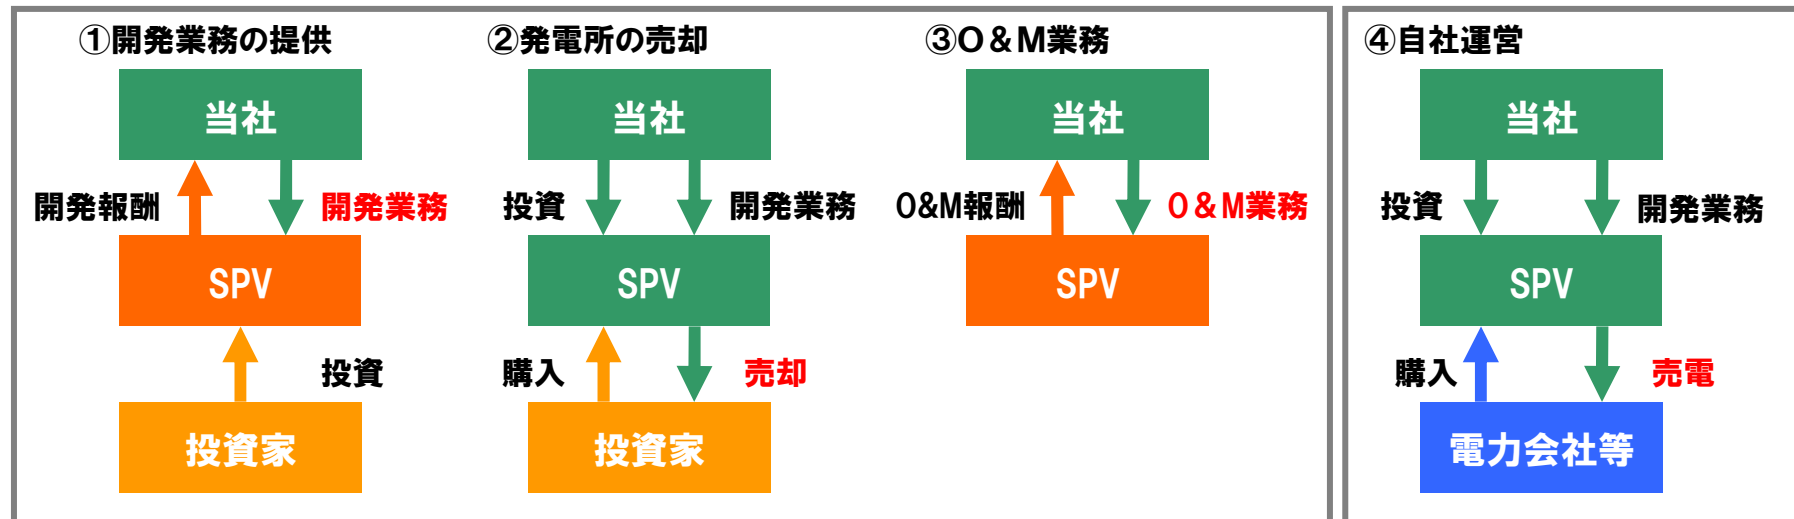 ①開発業務の提供
当社
開発報酬
開発業務
SPV
投資
投資家
②発電所の売却
当社
投資
開発業務
SPV
購入
売却
投資家
③O＆M業務
当社
O&M報酬
O＆M業務
SPV
④自社運営
当社
投資
開発業務
SPV
購入
売電
電力会社等